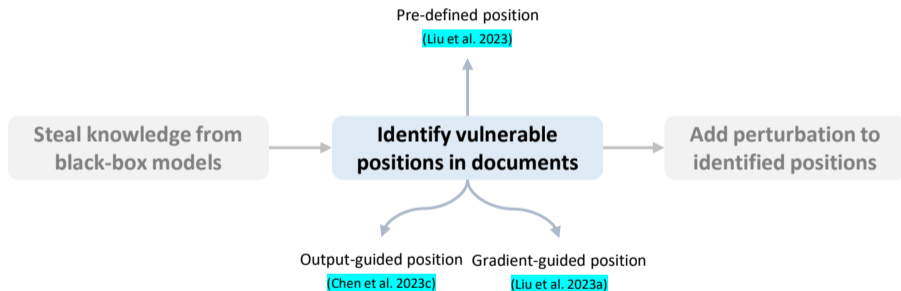 Pre-defined position
(Liu et al. 2023)
Steal knowledge from
black-box models
Identify vulnerable
positions in documents
Add perturbation to
identified positions
Output-guided position
(Chen et al. 2023c)
Gradient-guided position
(Liu et al. 2023a)